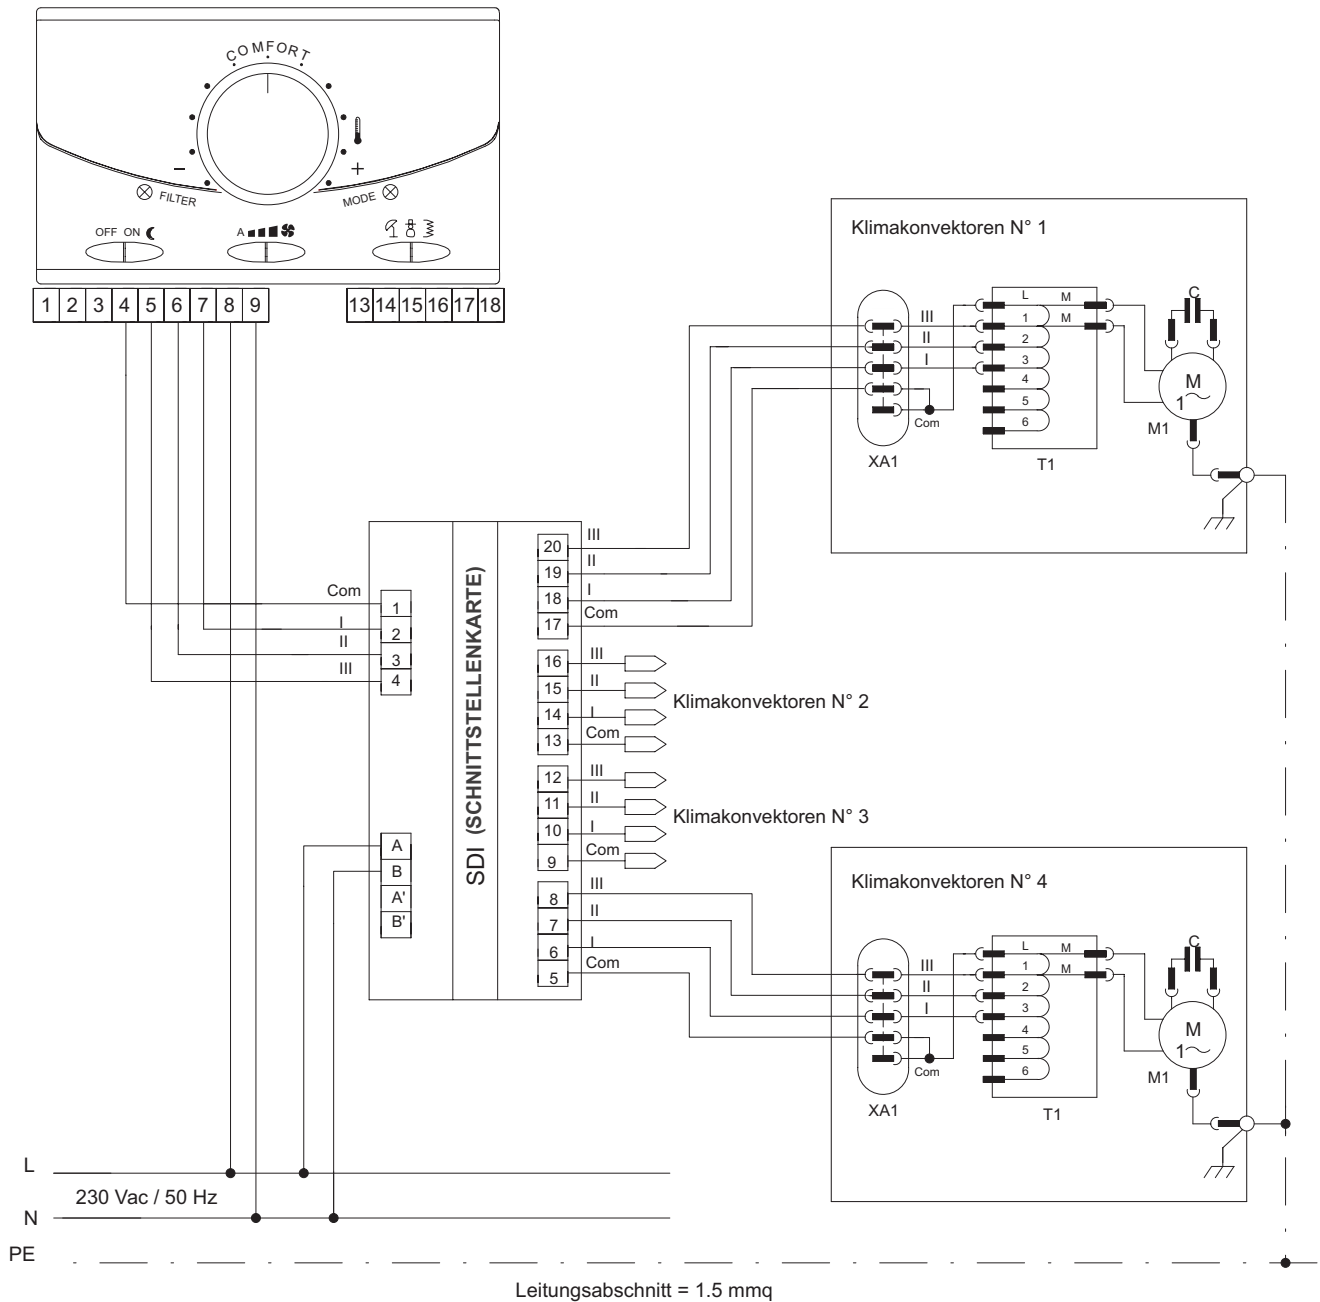 COMFORT
−
+
FILTER
MODE
OFF ON
A
1 2 3 4 5 6 7 8 9
13 14 15 16 17 18
Klimakonvektoren N° 1
III
II
I
Com
XA1
L
1
2
3
4
5
6
M
M
T1
C
M
1
M1
SDI (SCHNITTSTELLENKARTE)
Com
I
II
III
1
2
3
4
A
B
A'
B'
20 III
19 II
18 I
17 Com
16 III
15 II
14 I
13 Com
Klimakonvektoren N° 2
12 III
11 II
10 I
9 Com
Klimakonvektoren N° 3
8 III
7 II
6 I
5 Com
Klimakonvektoren N° 4
III
II
I
Com
XA1
L
1
2
3
4
5
6
M
M
T1
C
M
1
M1
L
230 Vac / 50 Hz
N
PE
Leitungsabschnitt = 1.5 mmq